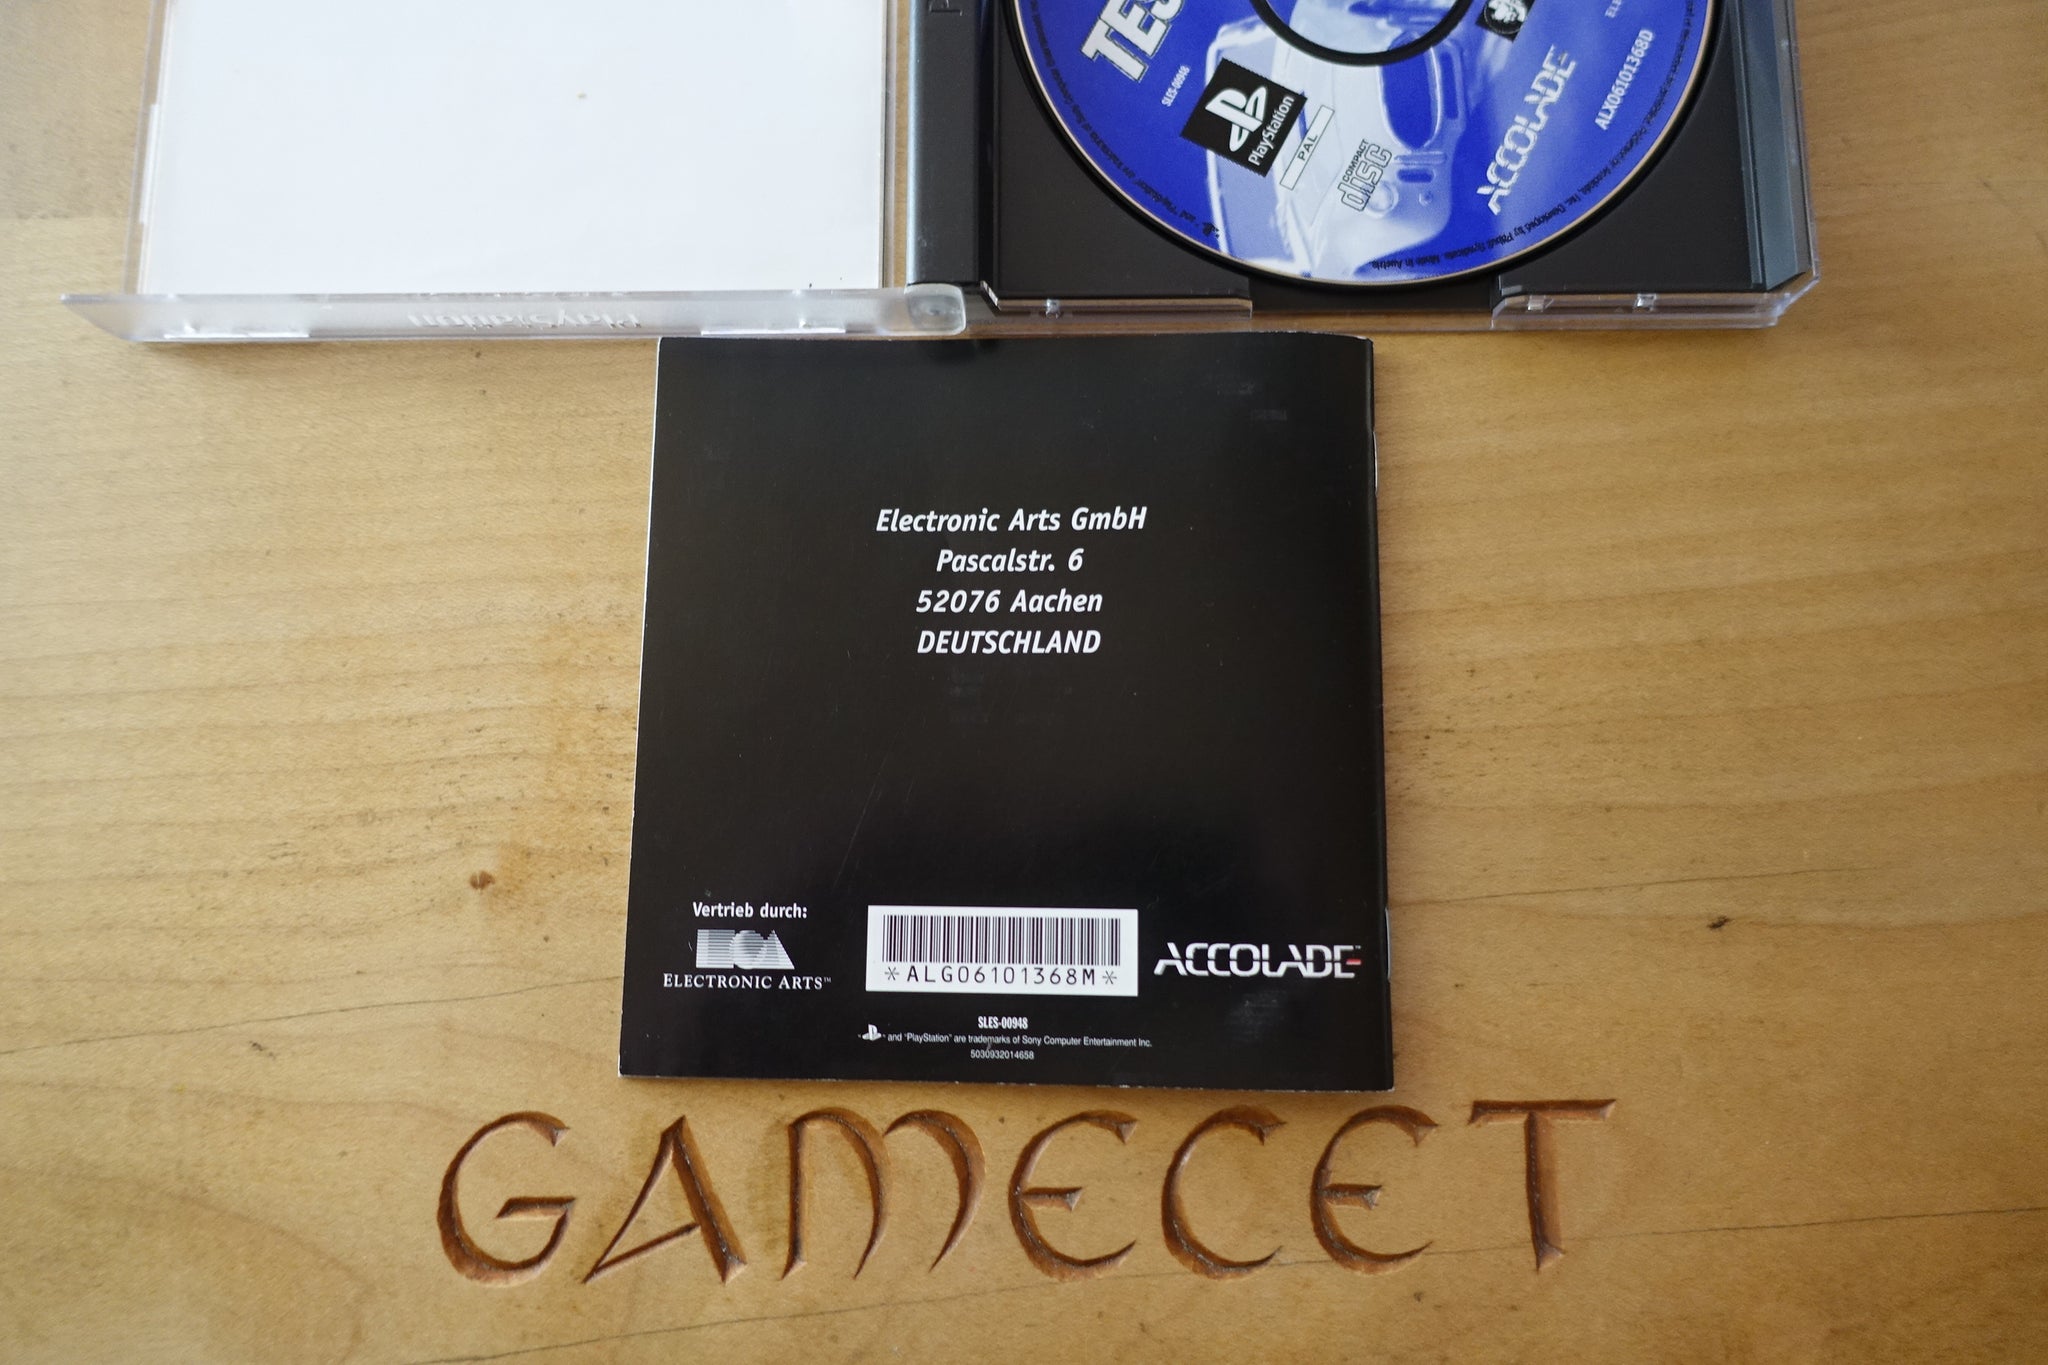 TES
SLES-00948
PlayStation
PAL
COMPACT
disc
ACCOLADE
ALX06101368D
PlayStation
Electronic Arts GmbH
Pascalstr. 6
52076 Aachen
DEUTSCHLAND
Vertrieb durch:
ELECTRONIC ARTS™
*ALG06101368M*
ACCOLADE™
SLES-00948
and "PlayStation" are trademarks of Sony Computer Entertainment Inc.
5030932014658
GAMECET